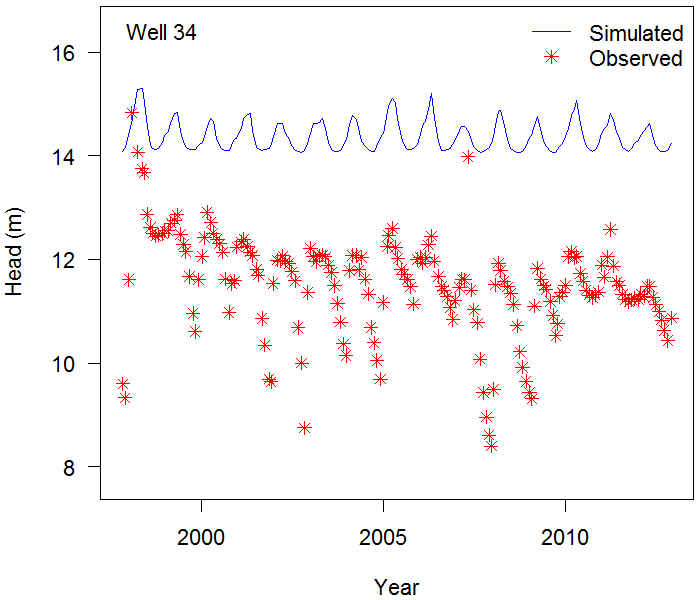 Well 34
Simulated
Observed
16
14
12
10
8
Head (m)
2000 2005 2010
Year